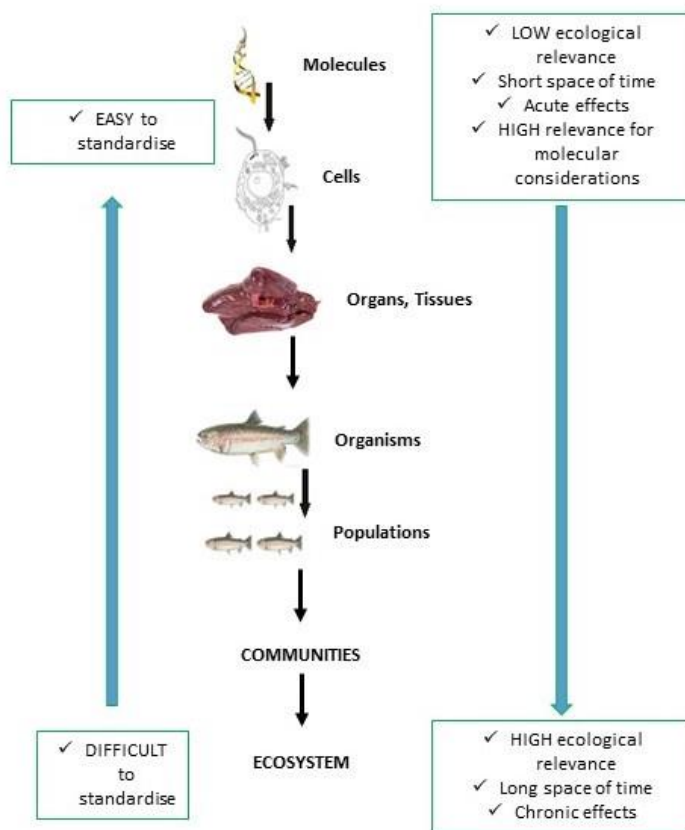 Molecules
✓ EASY to
standardise
✓ LOW ecological
relevance
✓ Short space of time
✓ Acute effects
✓ HIGH relevance for
molecular
considerations
Cells
Organs, Tissues
Organisms
Populations
COMMUNITIES
ECOSYSTEM
✓ DIFFICULT
to
standardise
✓ HIGH ecological
relevance
✓ Long space of time
✓ Chronic effects